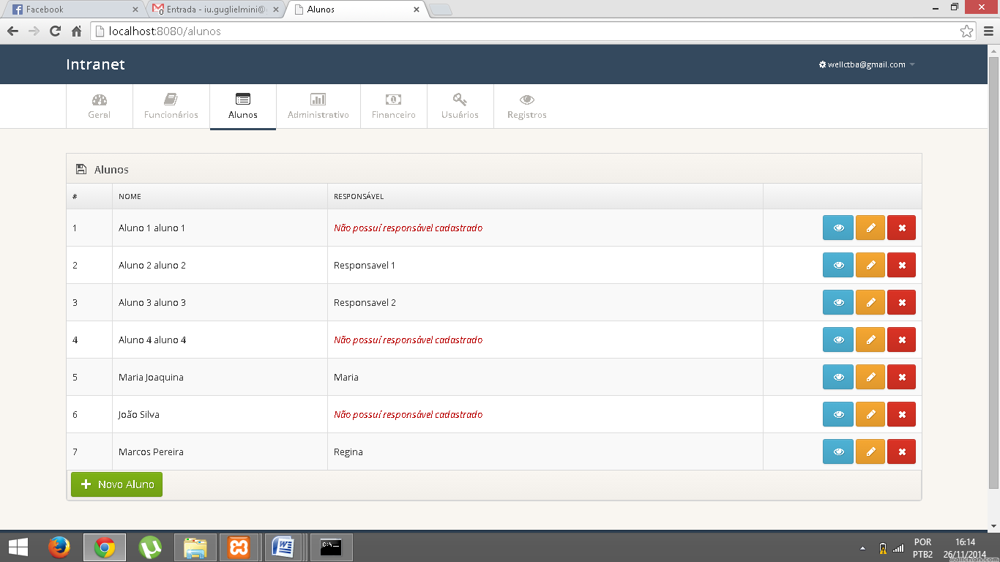 Facebook
Entrada - iu.guglielmini@
Alunos
localhost:8080/alunos
Intranet
wellctba@gmail.com
Geral
Funcionários
Alunos
Administrativo
Financeiro
Usuários
Registros
Alunos
# NOME RESPONSÁVEL
1 Aluno 1 aluno 1 Não possuí responsável cadastrado
2 Aluno 2 aluno 2 Responsavel 1
3 Aluno 3 aluno 3 Responsavel 2
4 Aluno 4 aluno 4 Não possuí responsável cadastrado
5 Maria Joaquina Maria
6 João Silva Não possuí responsável cadastrado
7 Marcos Pereira Regina
Novo Aluno
C:\.
POR 16:14
PTB2 26/11/2014